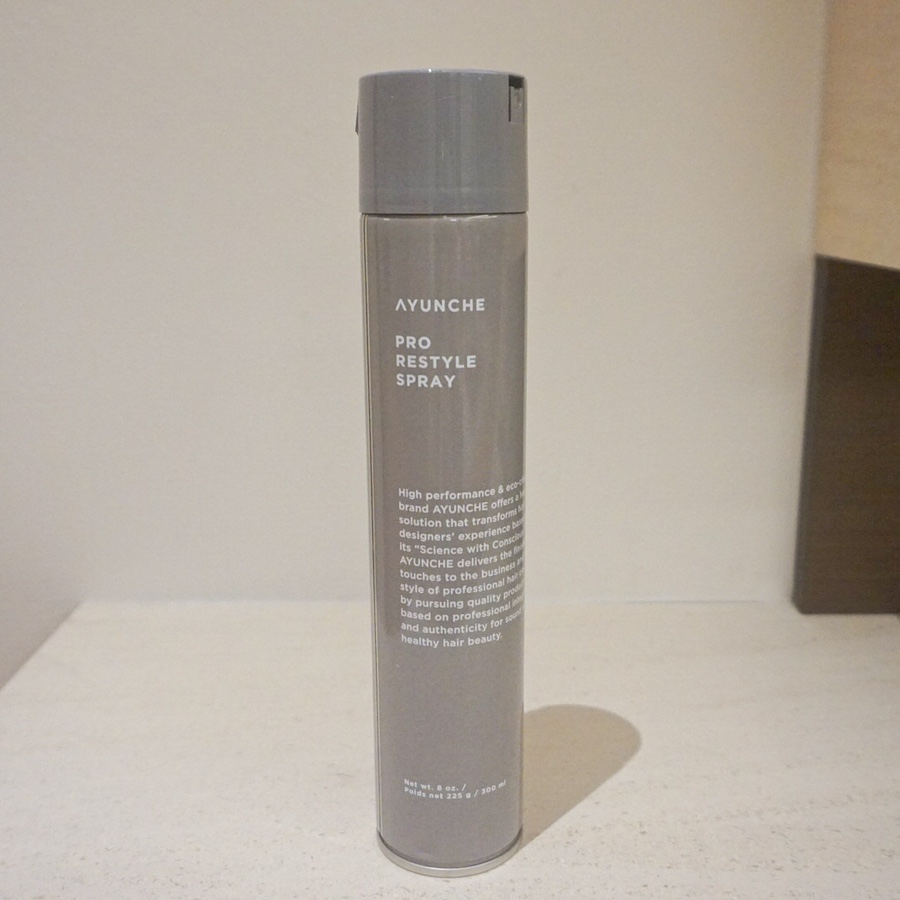 AYUNCHE
PRO
RESTYLE
SPRAY
High performance & eco-
brand AYUNCHE offers a
solution that transforms
designers' experience
its "Science with
AYUNCHE delivers the
touches to the business
style of professional hair
by pursuing quality
based on professional
and authenticity for sound
healthy hair beauty.
Net wt. 8 oz. /
Poids net 225 g / 300 ml